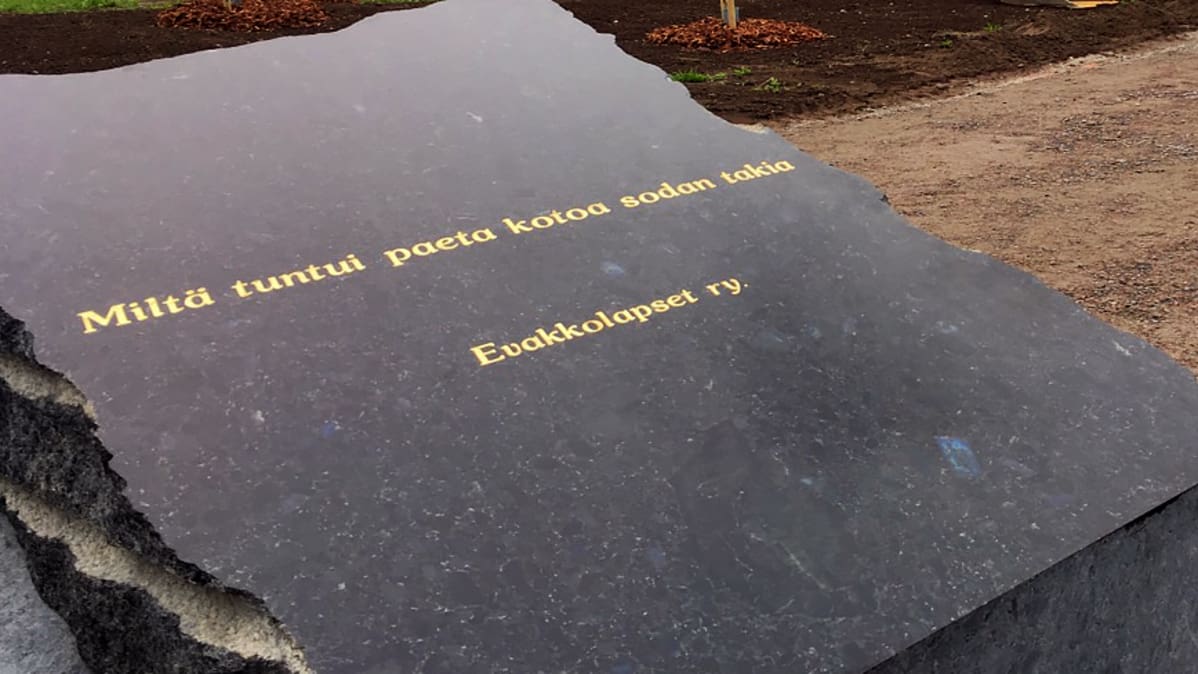 Miltä tuntui paeta kotoa sodan takia
Evakkolapset ry.